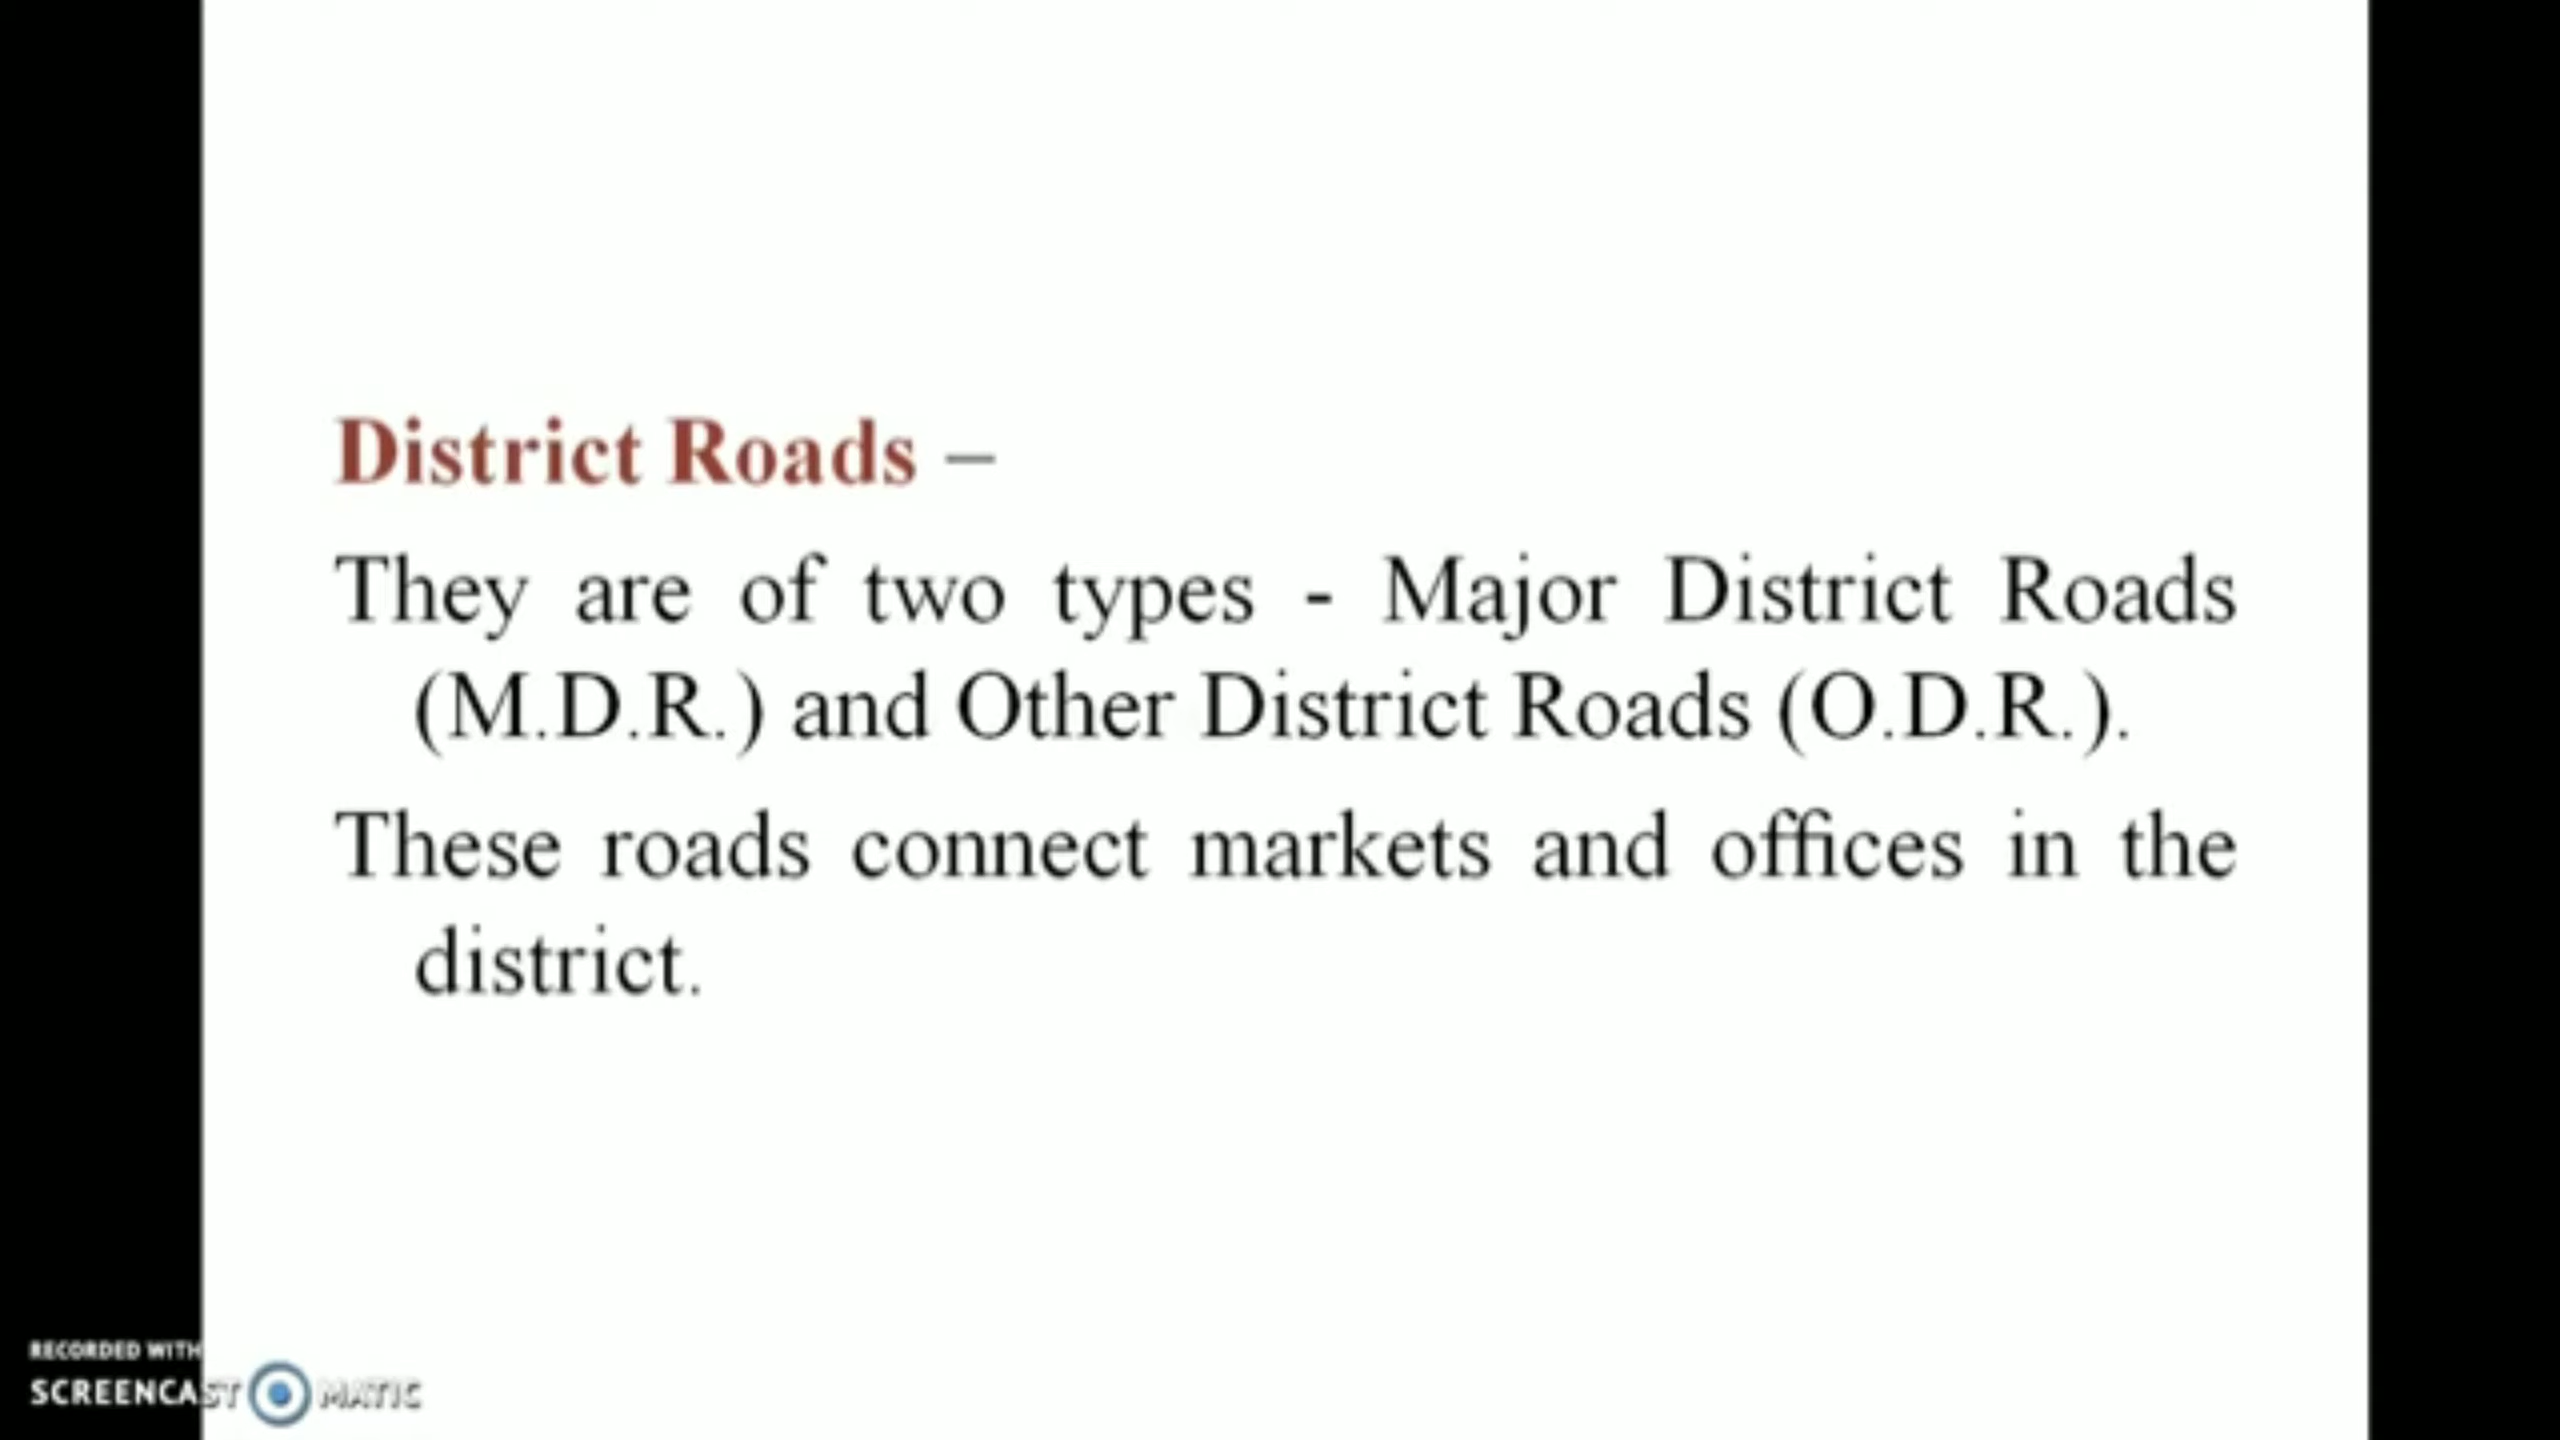 District Roads –
They are of two types - Major District Roads
(M.D.R.) and Other District Roads (O.D.R.).
These roads connect markets and offices in the
district.
RECORDED WITH
SCREENCAST MATIC